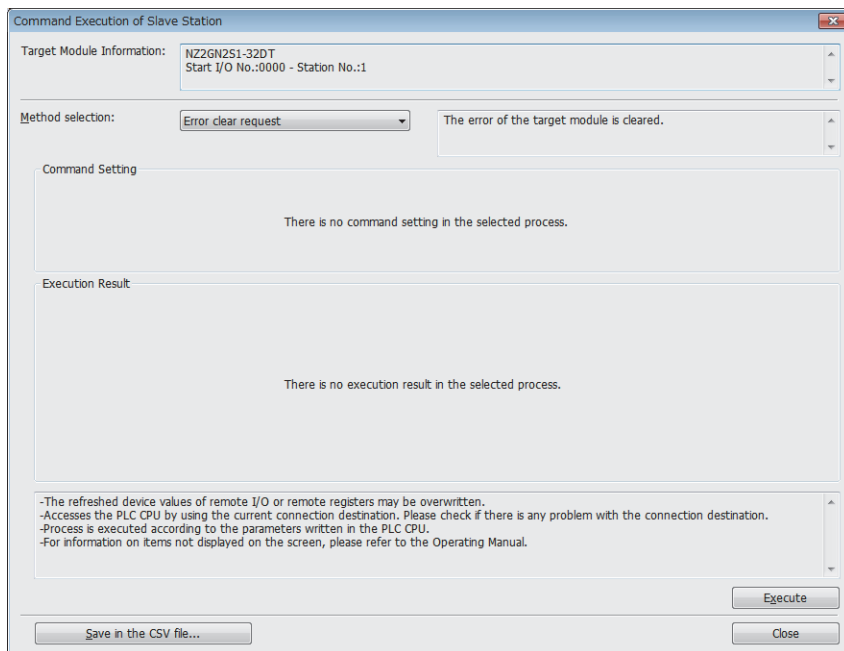 Command Execution of Slave Station
Target Module Information:
NZ2GN2S1-32DT
Start I/O No.:0000 - Station No.:1
Method selection:
Error clear request
The error of the target module is cleared.
Command Setting
There is no command setting in the selected process.
Execution Result
There is no execution result in the selected process.
-The refreshed device values of remote I/O or remote registers may be overwritten.
-Accesses the PLC CPU by using the current connection destination. Please check if there is any problem with the connection destination.
-Process is executed according to the parameters written in the PLC CPU.
-For information on items not displayed on the screen, please refer to the Operating Manual.
Execute
Save in the CSV file...
Close